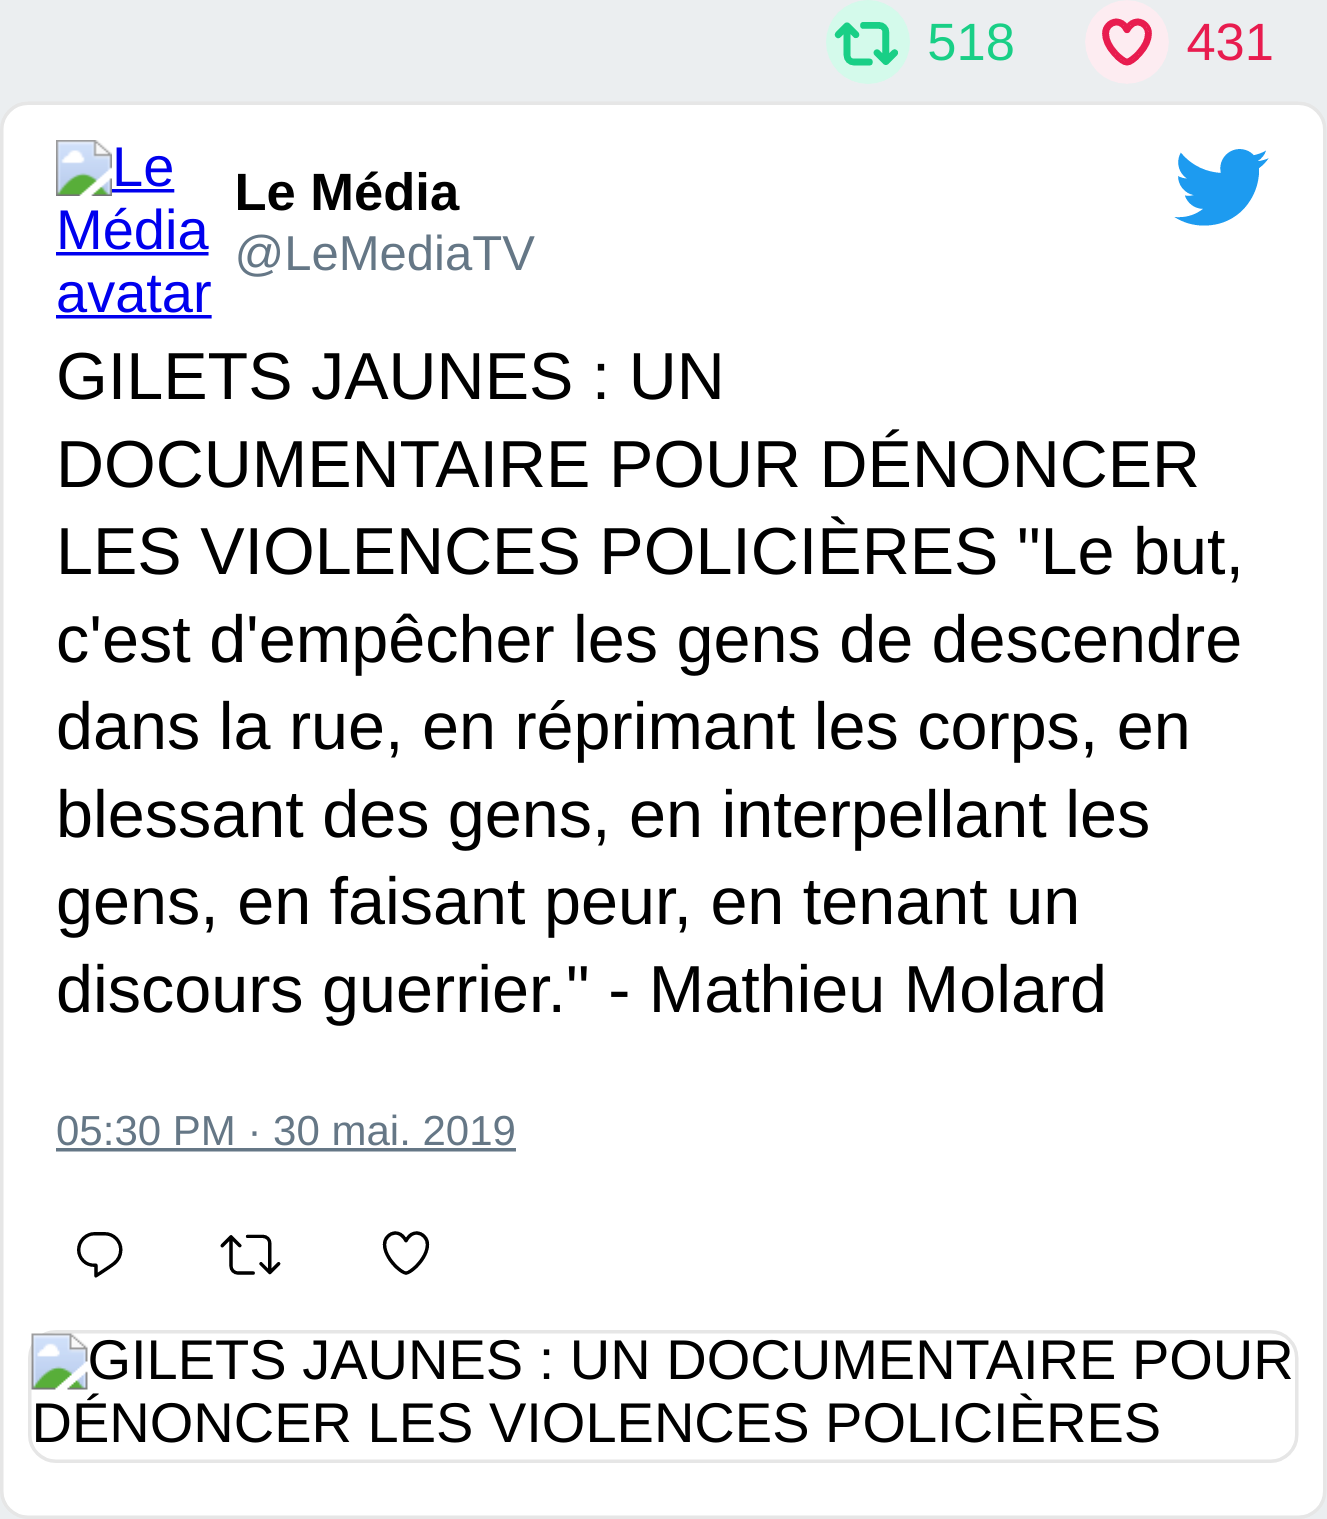 518 431
Le
Média
avatar
Le Média
@LeMediaTV
GILETS JAUNES : UN
DOCUMENTAIRE POUR DÉNONCER
LES VIOLENCES POLICIÈRES "Le but,
c'est d'empêcher les gens de descendre
dans la rue, en réprimant les corps, en
blessant des gens, en interpellant les
gens, en faisant peur, en tenant un
discours guerrier." - Mathieu Molard
05:30 PM · 30 mai. 2019
GILETS JAUNES : UN DOCUMENTAIRE POUR
DÉNONCER LES VIOLENCES POLICIÈRES